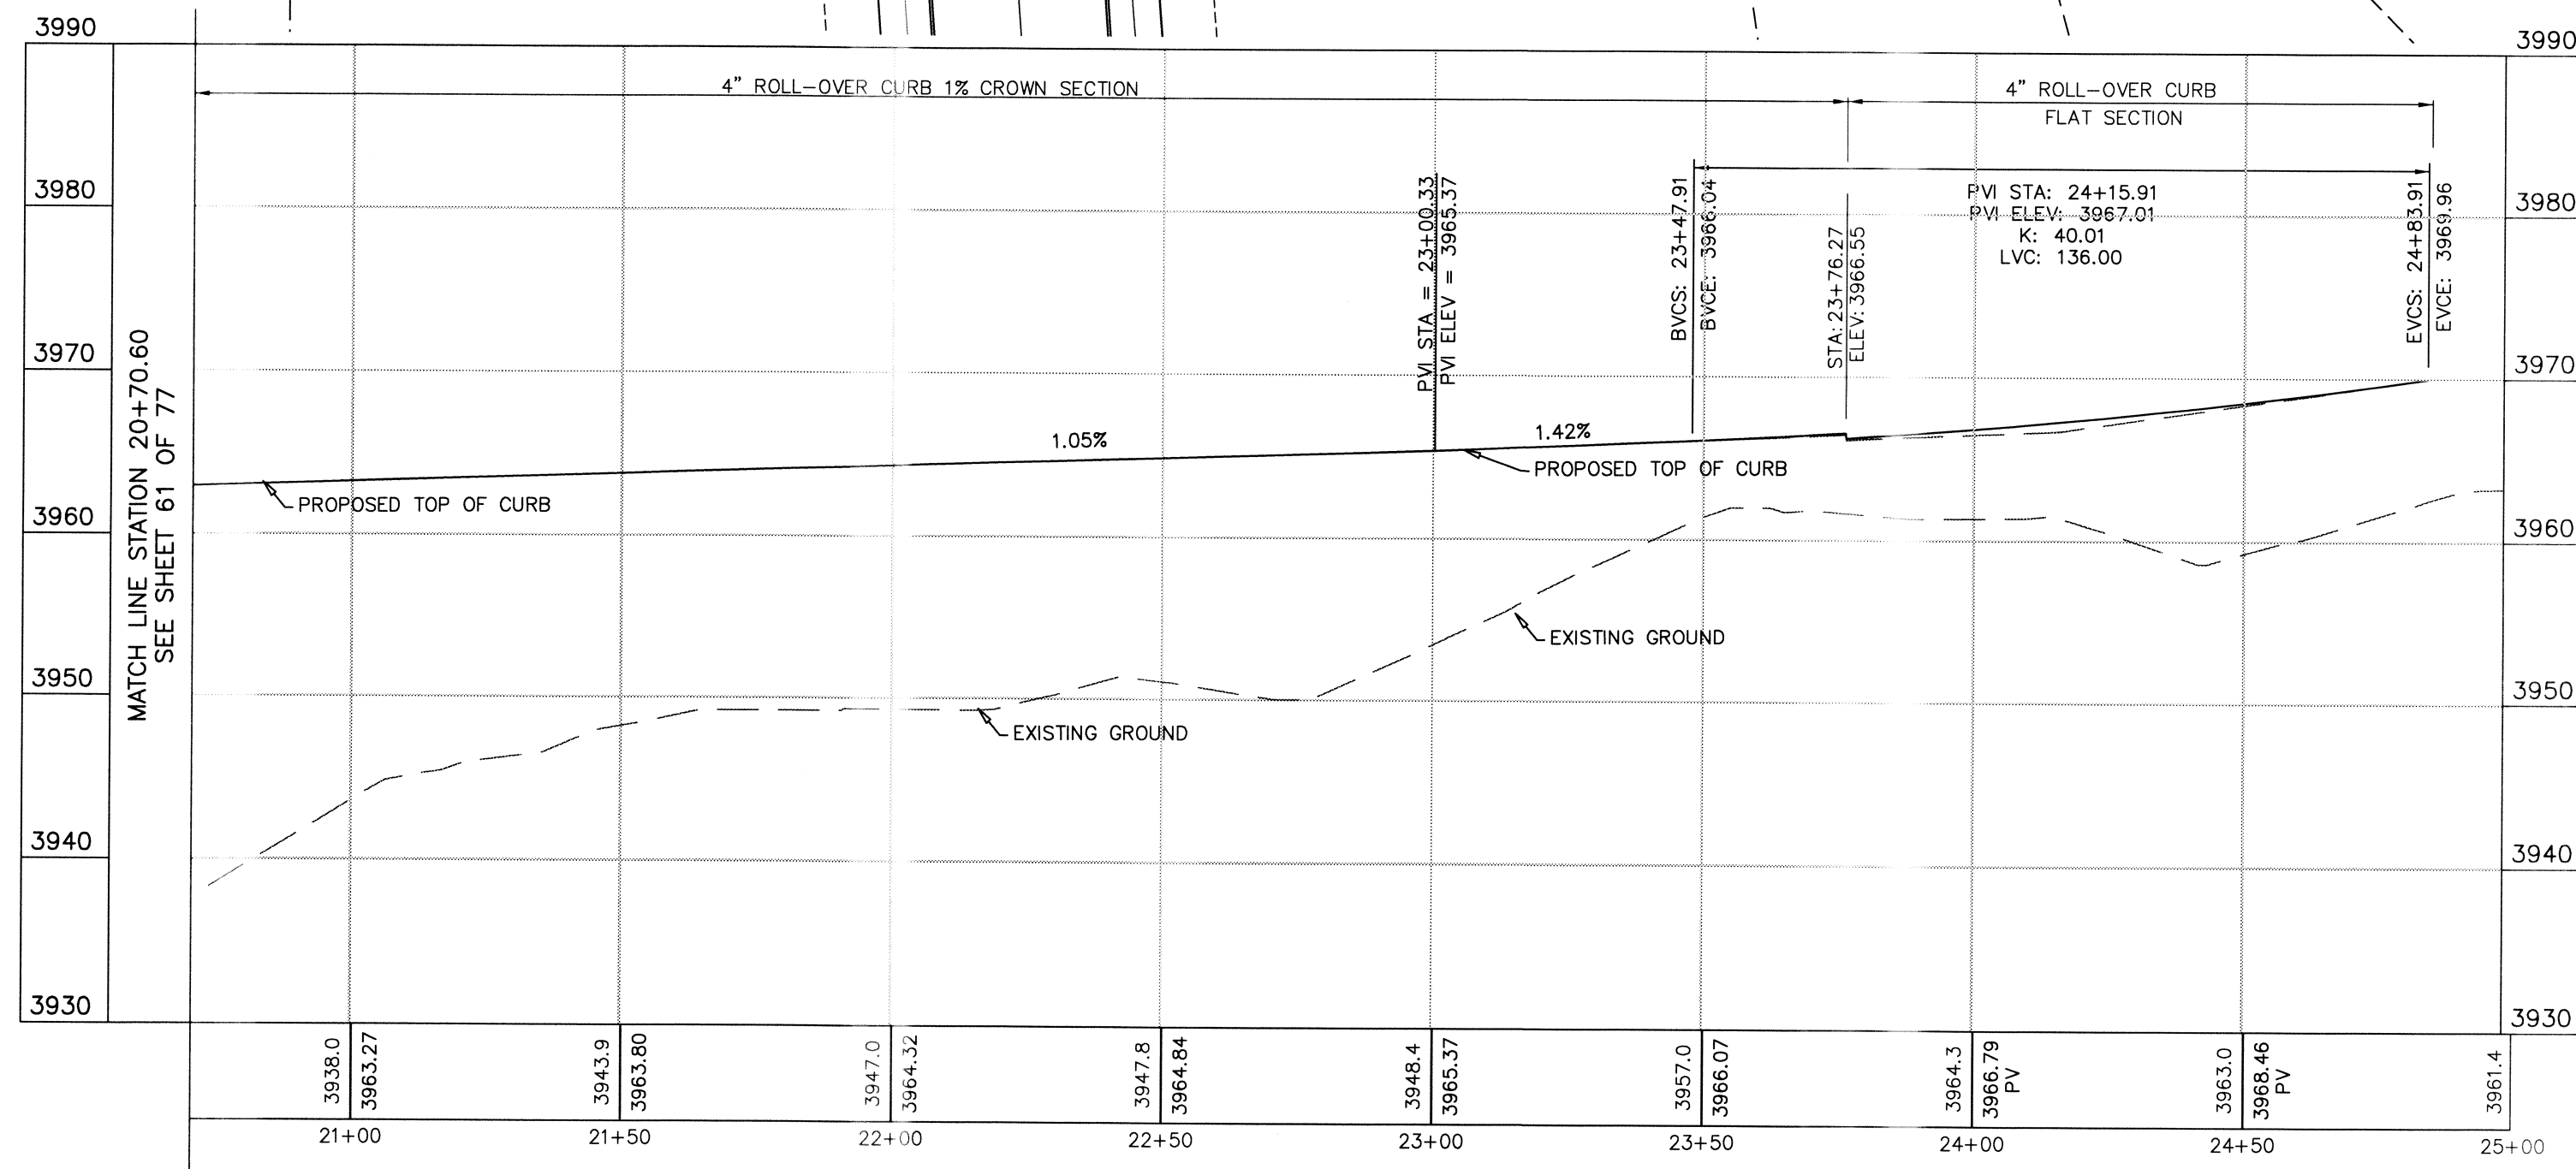 3990
3990
4" ROLL-OVER CURB 1% CROWN SECTION
4" ROLL-OVER CURB
FLAT SECTION
3980
3980
3970
3970
3960
3960
3950
3950
3940
3940
3930
3930
MATCH LINE STATION 20+70.60
SEE SHEET 61 OF 77
PVI STA = 23+00.33
PVI ELEV = 3965.37
BVCS: 23+47.91
BVCE: 3966.04
STA: 23+76.27
ELEV: 3966.55
PVI STA: 24+15.91
PVI ELEV: 3967.01
K: 40.01
LVC: 136.00
EVCS: 24+83.91
EVCE: 3969.96
1.05%
1.42%
PROPOSED TOP OF CURB
PROPOSED TOP OF CURB
EXISTING GROUND
EXISTING GROUND
3938.0
3963.27
3943.9
3963.80
3947.0
3964.32
3947.8
3964.84
3948.4
3965.37
3957.0
3966.07
3964.3
3966.79
PV
3963.0
3968.46
PV
3961.4
21+00
21+50
22+00
22+50
23+00
23+50
24+00
24+50
25+00